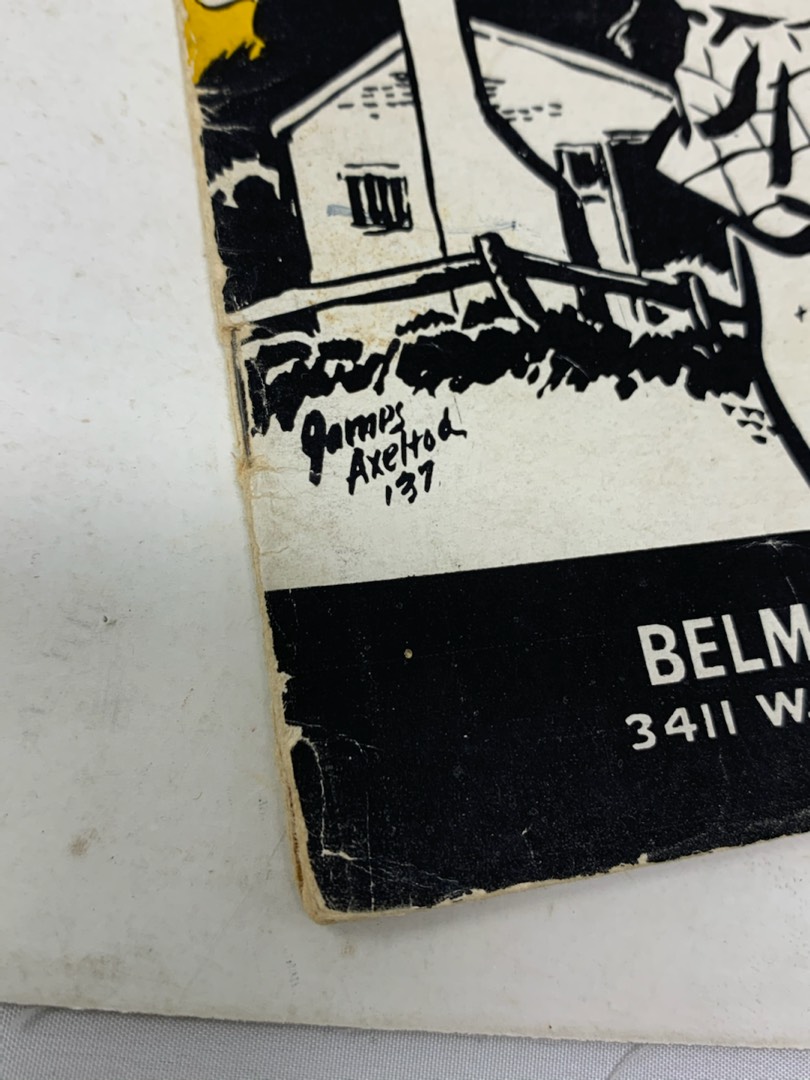 James
Axelrod
'37
BELM
3411 W.